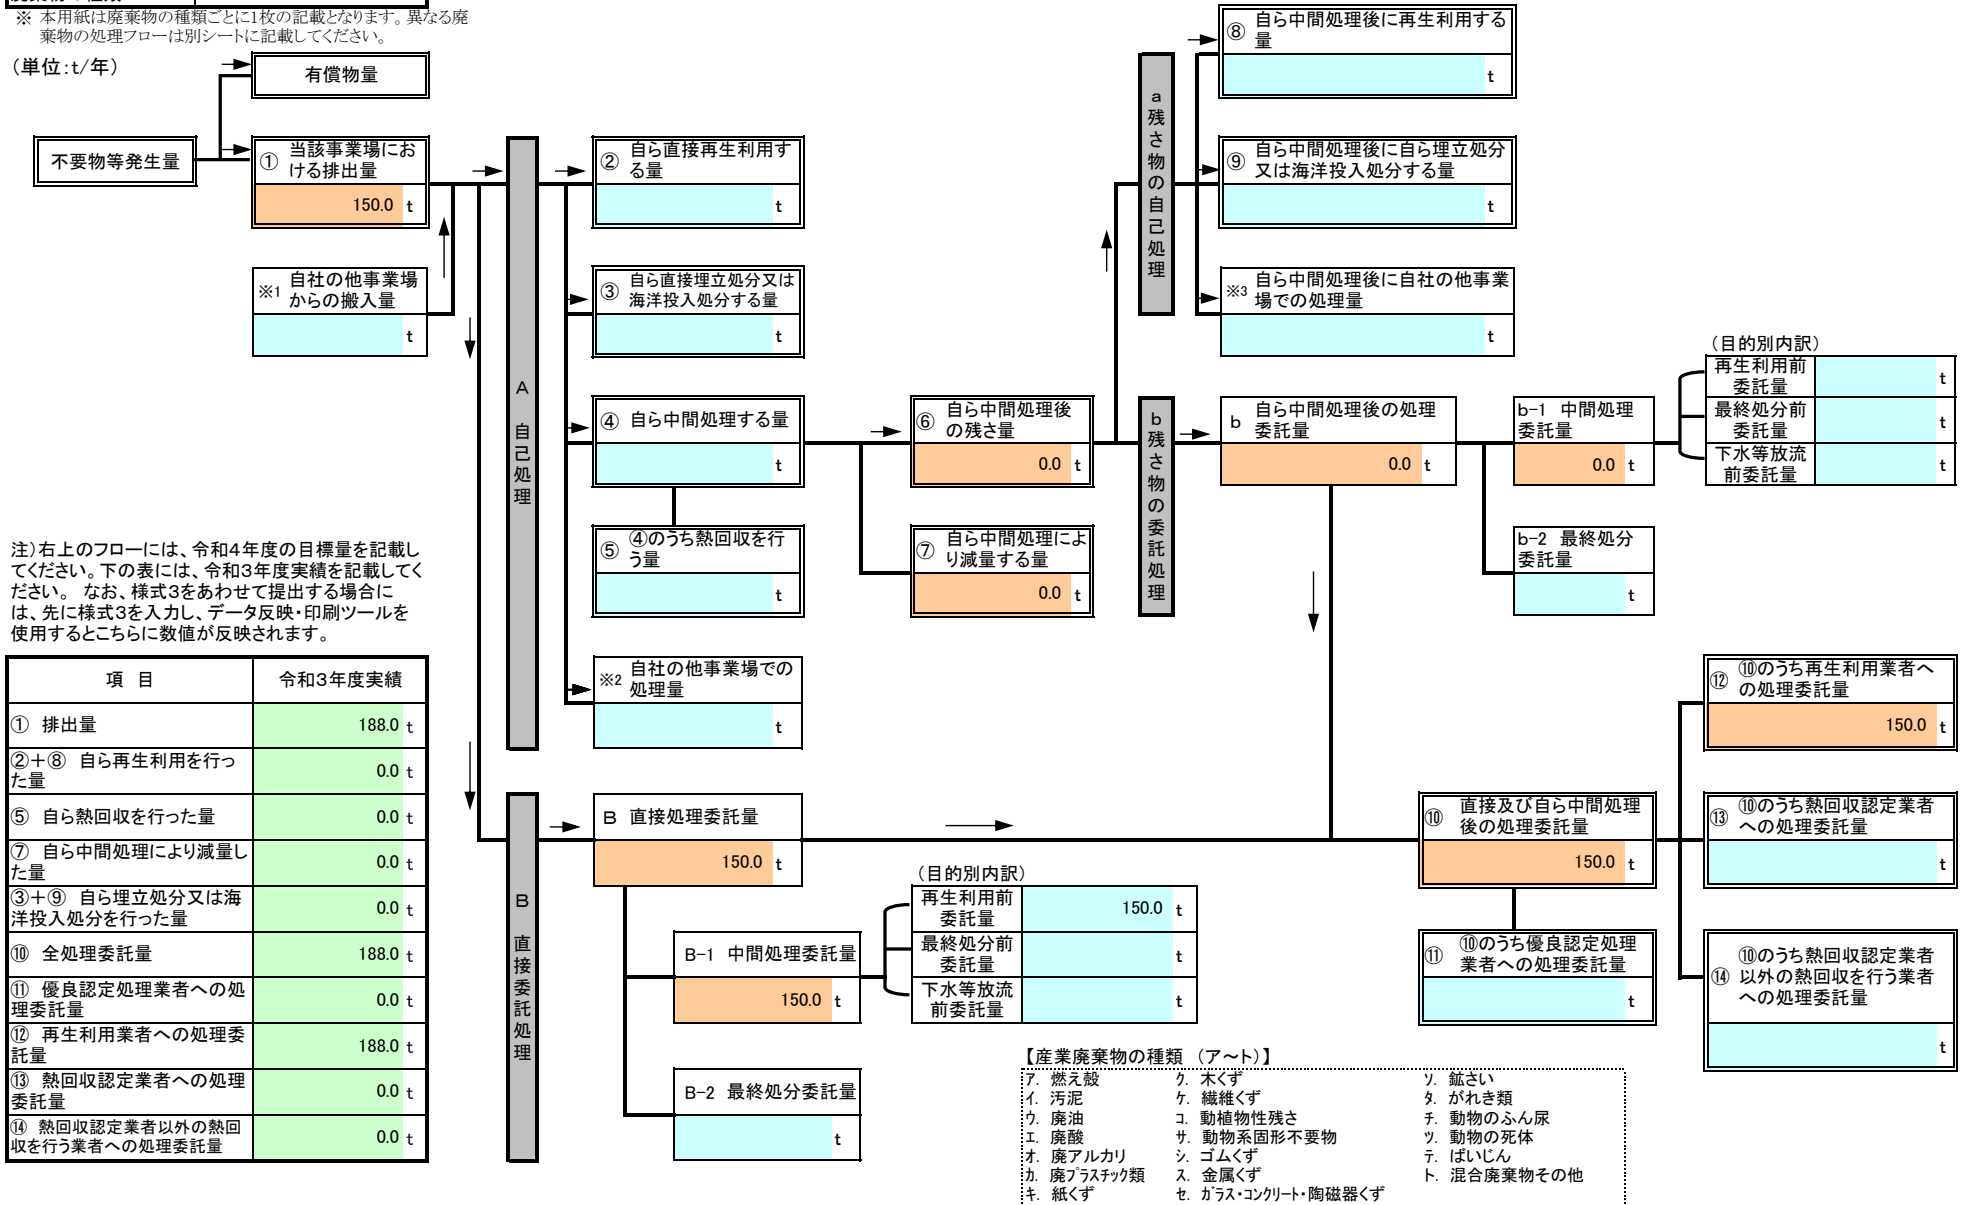 ※ 本用紙は廃棄物の種類ごとに1枚の記載となります。異なる廃
棄物の処理フローは別シートに記載してください。
(単位:t/年)
有償物量
不要物等発生量
① 当該事業場にお
ける排出量
150.0 t
※1 自社の他事業場
からの搬入量
t
A 自己処理
② 自ら直接再生利用す
る量
t
③ 自ら直接埋立処分又は
海洋投入処分する量
t
④ 自ら中間処理する量
t
⑤ ④のうち熱回収を行
う量
t
※2 自社の他事業場での
処理量
t
⑥ 自ら中間処理後
の残さ量
0.0 t
⑦ 自ら中間処理によ
り減量する量
0.0 t
a残さ物の自己処理
⑧ 自ら中間処理後に再生利用する
量
t
⑨ 自ら中間処理後に自ら埋立処分
又は海洋投入処分する量
t
※3 自ら中間処理後に自社の他事業
場での処理量
t
b残さ物の委託処理
b 自ら中間処理後の処理
委託量
0.0 t
b-1 中間処理
委託量
0.0 t
b-2 最終処分
委託量
t
(目的別内訳)
再生利用前
委託量
t
最終処分前
委託量
t
下水等放流
前委託量
t
注)右上のフローには、令和4年度の目標量を記載し
てください。下の表には、令和3年度実績を記載してく
ださい。 なお、様式3をあわせて提出する場合に
は、先に様式3を入力し、データ反映・印刷ツールを
使用するとこちらに数値が反映されます。
項 目 令和3年度実績
① 排出量 188.0 t
②+⑧ 自ら再生利用を行っ
た量
0.0 t
⑤ 自ら熱回収を行った量 0.0 t
⑦ 自ら中間処理により減量し
た量
0.0 t
③+⑨ 自ら埋立処分又は海
洋投入処分を行った量
0.0 t
⑩ 全処理委託量 188.0 t
⑪ 優良認定処理業者への処
理委託量
0.0 t
⑫ 再生利用業者への処理委
託量
188.0 t
⑬ 熱回収認定業者への処理
委託量
0.0 t
⑭ 熱回収認定業者以外の熱回
収を行う業者への処理委託量
0.0 t
B 直接委託処理
B 直接処理委託量
150.0 t
B-1 中間処理委託量
150.0 t
B-2 最終処分委託量
t
(目的別内訳)
再生利用前
委託量
150.0 t
最終処分前
委託量
t
下水等放流
前委託量
t
⑩ 直接及び自ら中間処理
後の処理委託量
150.0 t
⑪ ⑩のうち優良認定処理
業者への処理委託量
t
⑫ ⑩のうち再生利用業者へ
の処理委託量
150.0 t
⑬ ⑩のうち熱回収認定業者
への処理委託量
t
⑭ ⑩のうち熱回収認定業者
以外の熱回収を行う業者
への処理委託量
t
【産業廃棄物の種類 (ア~ト)】
ア. 燃え殻
イ. 汚泥
ウ. 廃油
エ. 廃酸
オ. 廃アルカリ
カ. 廃プラスチック類
キ. 紙くず
ク. 木くず
ケ. 繊維くず
コ. 動植物性残さ
サ. 動物系固形不要物
シ. ゴムくず
ス. 金属くず
セ. ガラス・コンクリート・陶磁器くず
ソ. 鉱さい
タ. がれき類
チ. 動物のふん尿
ツ. 動物の死体
テ. ばいじん
ト. 混合廃棄物その他